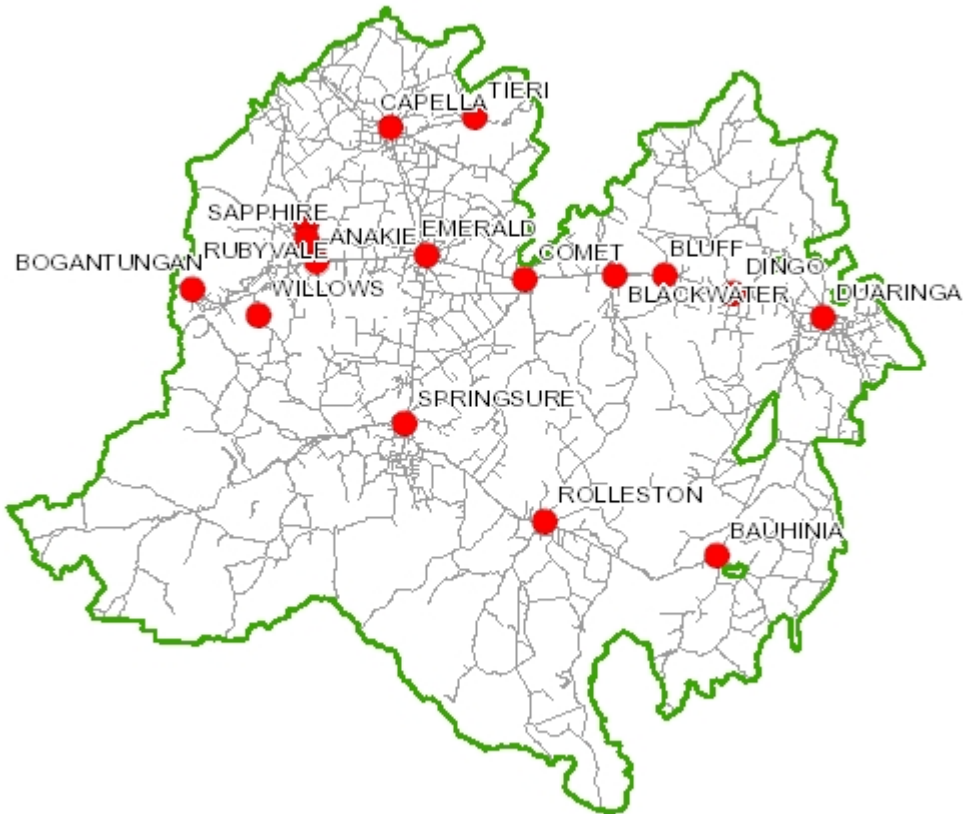 TIERI
CAPELLA
SAPPHIRE
EMERALD
ANAKIE
RUBYVALE
COMET
BLUFF
BOGANTUNGAN
DINGO
WILLOWS
BLACKWATER
DUARINGA
SPRINGSURE
ROLLESTON
BAUHINIA